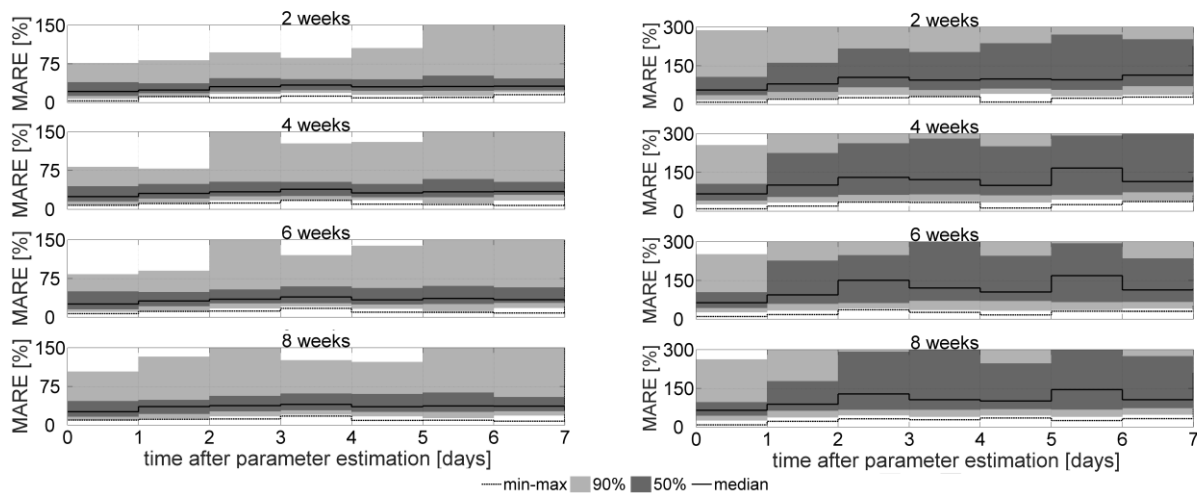 2 weeks
MARE [%]
150
75
0
4 weeks
MARE [%]
150
75
0
6 weeks
MARE [%]
150
75
0
8 weeks
MARE [%]
150
75
0
0 1 2 3 4 5 6 7
time after parameter estimation [days]
2 weeks
MARE [%]
300
150
0
4 weeks
MARE [%]
300
150
0
6 weeks
MARE [%]
300
150
0
8 weeks
MARE [%]
300
150
0
0 1 2 3 4 5 6 7
time after parameter estimation [days]
min-max 90% 50% median